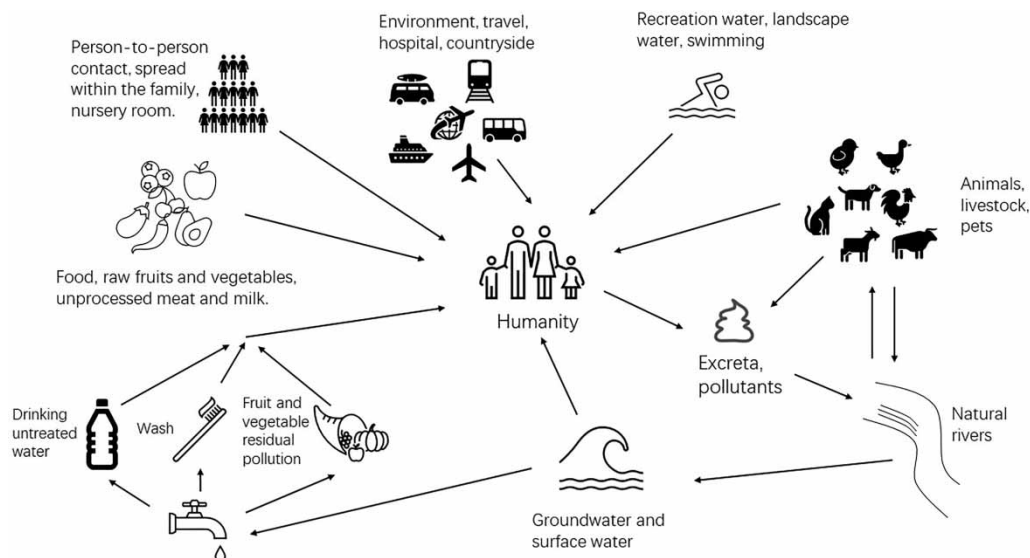 Person-to-person
contact, spread
within the family,
nursery room.
Environment, travel,
hospital, countryside
Recreation water, landscape
water, swimming
Animals,
livestock,
pets
Food, raw fruits and vegetables,
unprocessed meat and milk.
Humanity
Excreta,
pollutants
Drinking
untreated
water
Wash
Fruit and
vegetable
residual
pollution
Natural
rivers
Groundwater and
surface water